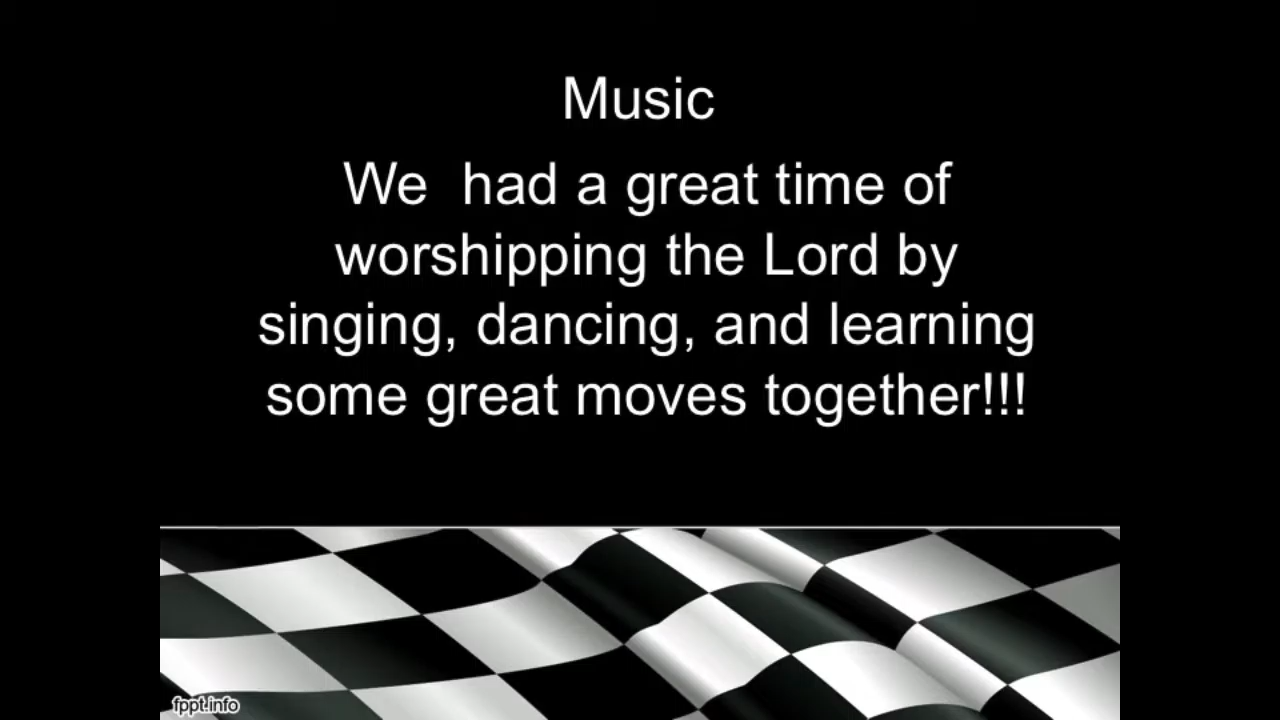 Music
We  had a great time of
worshipping the Lord by
singing, dancing, and learning
some great moves together!!!
fppt.info